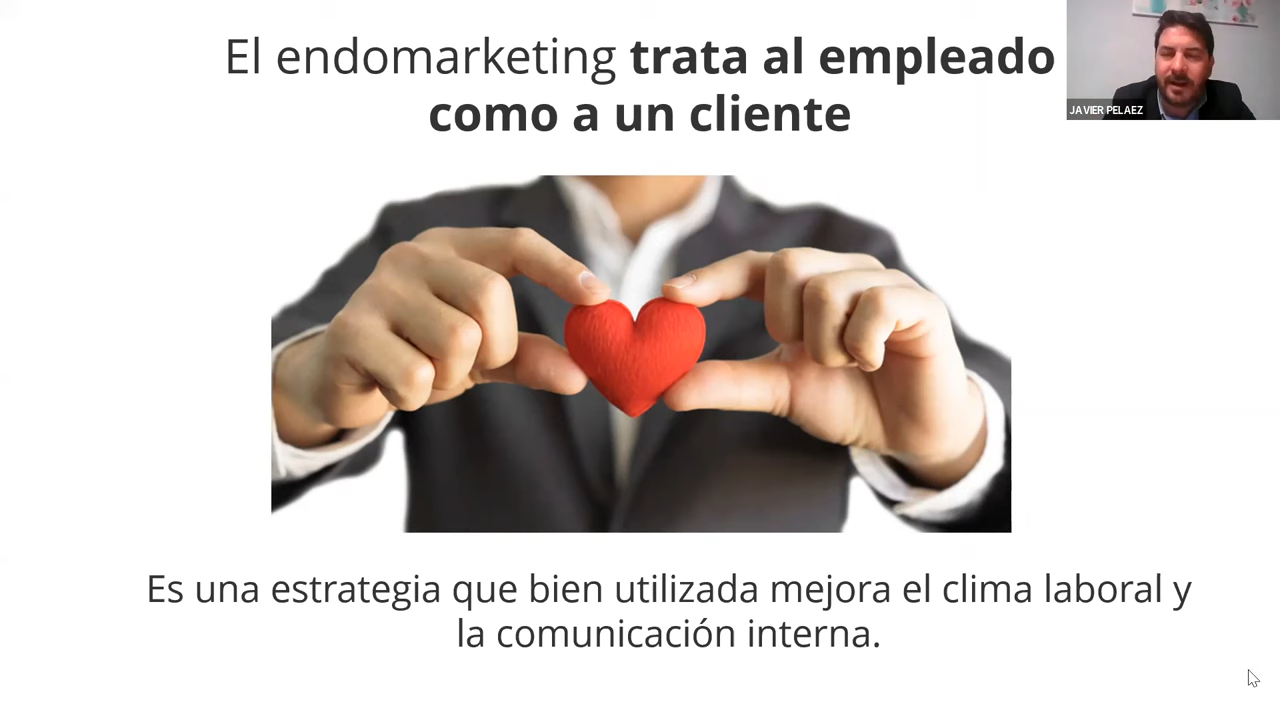 El endomarketing trata al empleado
como a un cliente
JAVIER PELAEZ
Es una estrategia que bien utilizada mejora el clima laboral y
la comunicación interna.